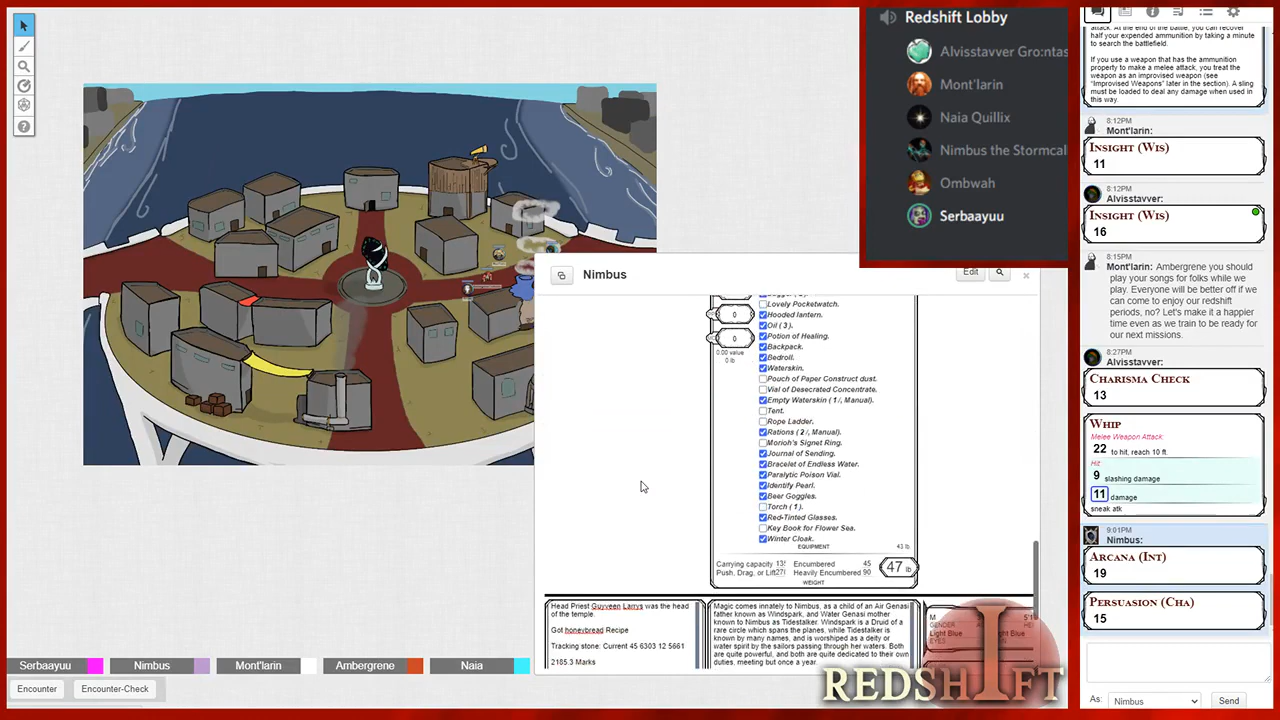 Redshift Lobby
Alvisstavver Gro:ntas
Mont'larin
Naia Quillix
Nimbus the Stormcall
Ombwah
Serbaayuu
Nimbus
Edit
0
Lovely Pocketwatch.
Hooded lantern.
Oil ( 3 ).
0
Potion of Healing.
Backpack.
0.00 value
0 lb
Bedroll.
Waterskin.
Pouch of Paper Construct dust.
Vial of Desecrated Concentrate.
Empty Waterskin ( 1/, Manual).
Tent.
Rope Ladder.
Rations ( 2/, Manual).
Morioh's Signet Ring.
Journal of Sending.
Bracelet of Endless Water.
Paralytic Poison Vial.
Identify Pearl.
Beer Goggles.
Torch ( 1 ).
Red-Tinted Glasses.
Key Book for Flower Sea.
Winter Cloak.
EQUIPMENT 43 lb
Carrying capacity 135 Encumbered 45
Push, Drag, or Lift 270 Heavily Encumbered 90
47 lb
WEIGHT
Head Priest Guyveen Larrys was the head
of the temple.
Got honeybread Recipe
Tracking stone: Current 45 6303 12 5661
2185.3 Marks
Magic comes innately to Nimbus, as a child of an Air Genasi
father known as Windspark, and Water Genasi mother
known to Nimbus as Tidestalker. Windspark is a Druid of a
rare circle which spans the planes, while Tidestalker is
known by many names, and is worshiped as a deity or
water spirit by the sailors passing through her waters. Both
are quite powerful, and both are quite dedicated to their own
duties, meeting but once a year.
M
GENDER
Light Blue
EYES
REDSHIFT
Serbaayuu
Nimbus
Mont'larin
Ambergrene
Naia
Encounter
Encounter-Check
attack. At the end of the battle, you can recover
half your expended ammunition by taking a minute
to search the battlefield.
If you use a weapon that has the ammunition
property to make a melee attack, you treat the
weapon as an improvised weapon (see
"Improvised Weapons" later in the section). A sling
must be loaded to deal any damage when used in
this way.
8:12PM
Mont'larin:
INSIGHT (WIS)
11
8:12PM
Alvisstavver:
INSIGHT (WIS)
16
8:15PM
Mont'larin: Ambergrene you should
play your songs for folks while we
play. Everyone will be better off if we
can come to enjoy our redshift
periods, no? Let's make it a happier
time even as we train to be ready for
our next missions.
8:27PM
Alvisstavver:
CHARISMA CHECK
13
WHIP
Melee Weapon Attack:
22 to hit, reach 10 ft.
Hit:
9 slashing damage
11 damage
sneak atk
9:01PM
Nimbus:
ARCANA (INT)
19
PERSUASION (CHA)
15
As:
Nimbus
Send